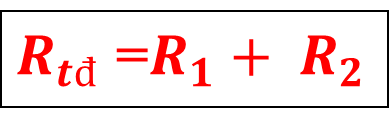 R_tđ =R_1 + R_2